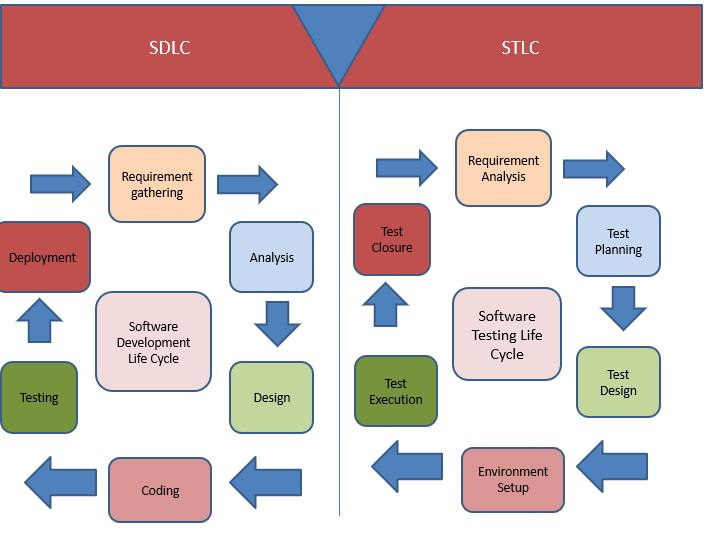 SDLC
STLC
Requirement
gathering
Analysis
Design
Coding
Testing
Deployment
Software
Development
Life Cycle
Requirement
Analysis
Test
Planning
Test
Design
Environment
Setup
Test
Execution
Test
Closure
Software
Testing Life
Cycle